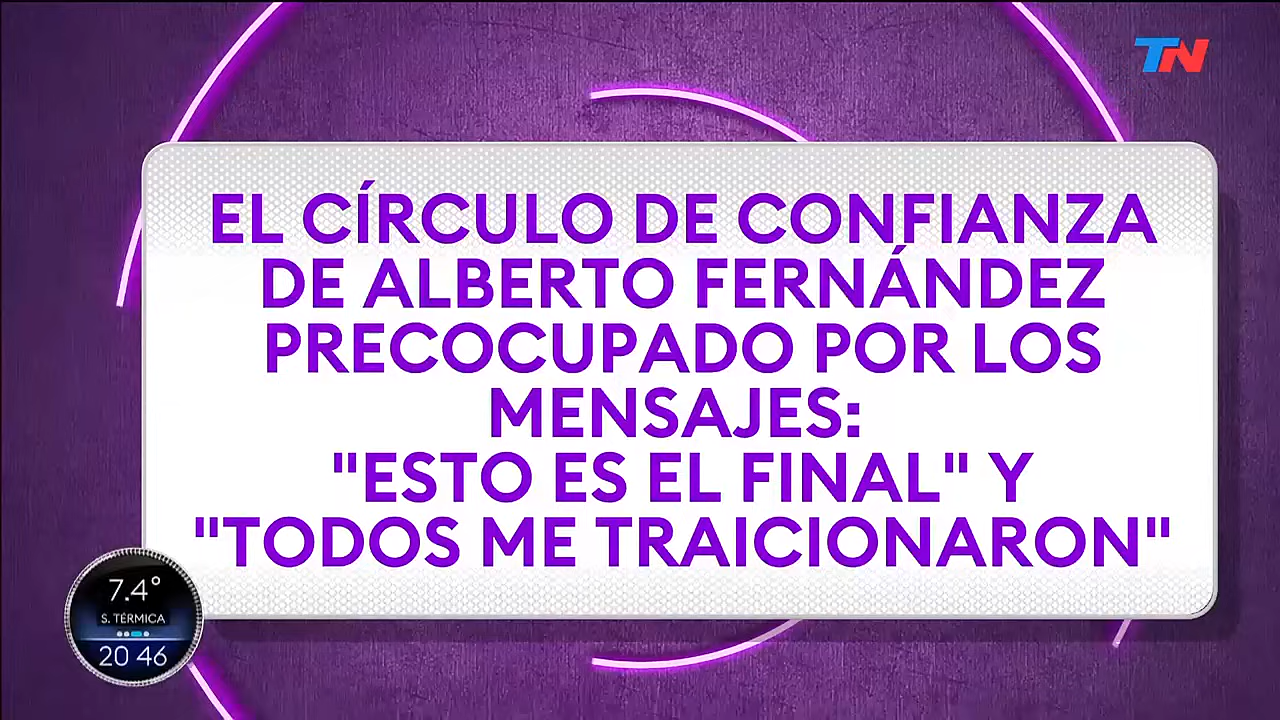 TN
EL CÍRCULO DE CONFIANZA
DE ALBERTO FERNÁNDEZ
PRECOCUPADO POR LOS
MENSAJES:
"ESTO ES EL FINAL" Y
"TODOS ME TRAICIONARON"
7.4°
S. TÉRMICA
20 46